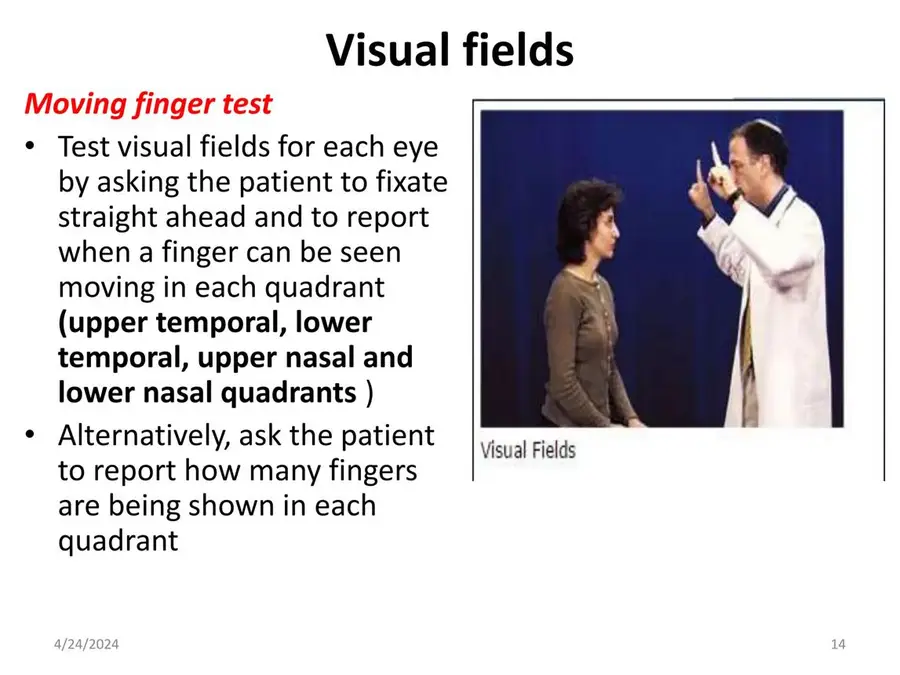 Visual fields
Moving finger test
• Test visual fields for each eye
by asking the patient to fixate
straight ahead and to report
when a finger can be seen
moving in each quadrant
(upper temporal, lower
temporal, upper nasal and
lower nasal quadrants )
• Alternatively, ask the patient
to report how many fingers
are being shown in each
quadrant
Visual Fields
4/24/2024
14